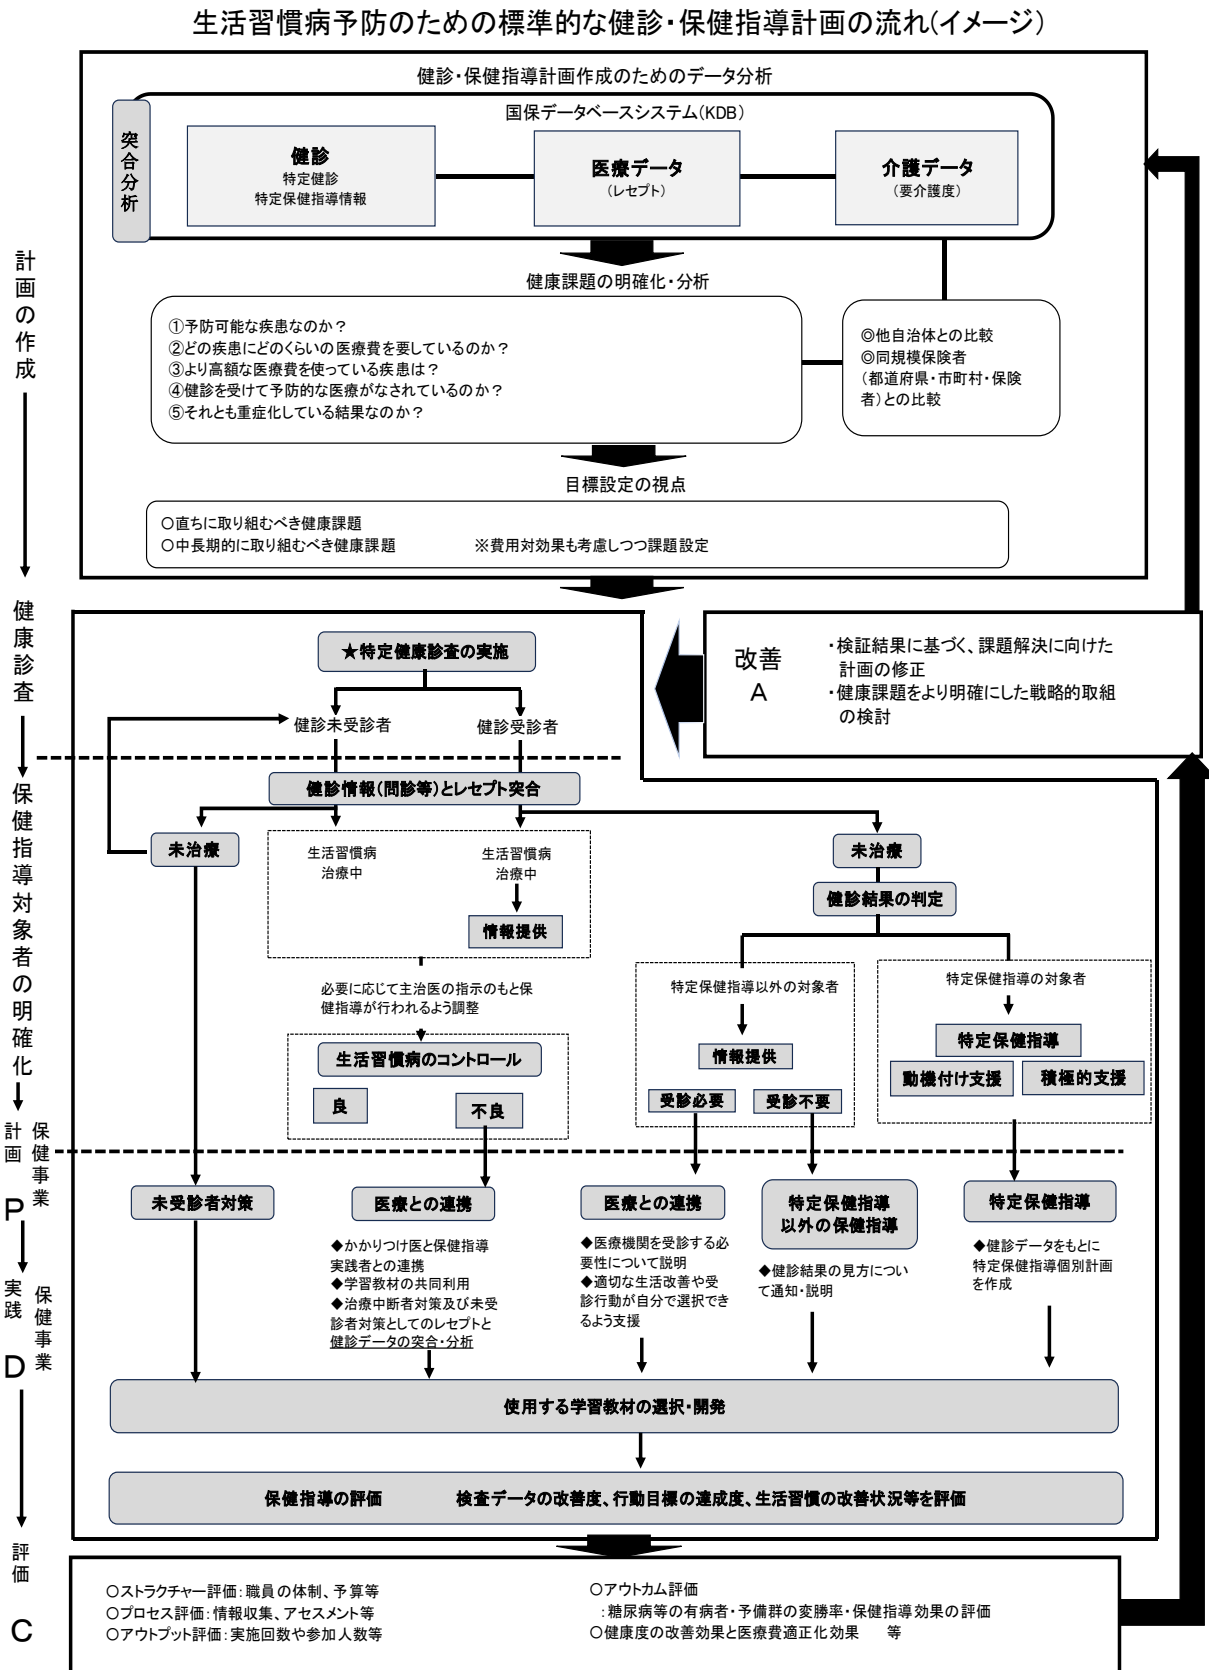 生活習慣病予防のための標準的な健診・保健指導計画の流れ(イメージ)
健診・保健指導計画作成のためのデータ分析
国保データベースシステム(KDB)
突合分析
健診
特定健診
特定保健指導情報
医療データ
(レセプト)
介護データ
(要介護度)
計画の作成
健康課題の明確化・分析
①予防可能な疾患なのか?
②どの疾患にどのくらいの医療費を要しているのか?
③より高額な医療費を使っている疾患は?
④健診を受けて予防的な医療がなされているのか?
⑤それとも重症化している結果なのか?
◎他自治体との比較
◎同規模保険者
(都道府県・市町村・保険
者)との比較
目標設定の視点
○直ちに取り組むべき健康課題
○中長期的に取り組むべき健康課題 ※費用対効果も考慮しつつ課題設定
健康診査
★特定健康診査の実施
健診未受診者
健診受診者
改善
A
・検証結果に基づく、課題解決に向けた
計画の修正
・健康課題をより明確にした戦略的取組
の検討
保健指導対象者の明確化
健診情報(問診等)とレセプト突合
未治療
生活習慣病
治療中
生活習慣病
治療中
情報提供
未治療
健診結果の判定
必要に応じて主治医の指示のもと保
健指導が行われるよう調整
生活習慣病のコントロール
良
不良
特定保健指導以外の対象者
情報提供
受診必要
受診不要
特定保健指導の対象者
特定保健指導
動機付け支援
積極的支援
計画
保健事業
P
未受診者対策
医療との連携
◆かかりつけ医と保健指導
実践者との連携
◆学習教材の共同利用
◆治療中断者対策及び未受
診者対策としてのレセプトと
健診データの突合・分析
医療との連携
◆医療機関を受診する必
要性について説明
◆適切な生活改善や受
診行動が自分で選択でき
るよう支援
特定保健指導
以外の保健指導
◆健診結果の見方につい
て通知・説明
特定保健指導
◆健診データをもとに
特定保健指導個別計画
を作成
実践
保健事業
D
使用する学習教材の選択・開発
保健指導の評価 検査データの改善度、行動目標の達成度、生活習慣の改善状況等を評価
評価
C
○ストラクチャー評価:職員の体制、予算等
○プロセス評価:情報収集、アセスメント等
○アウトプット評価:実施回数や参加人数等
○アウトカム評価
:糖尿病等の有病者・予備群の変勝率・保健指導効果の評価
○健康度の改善効果と医療費適正化効果 等